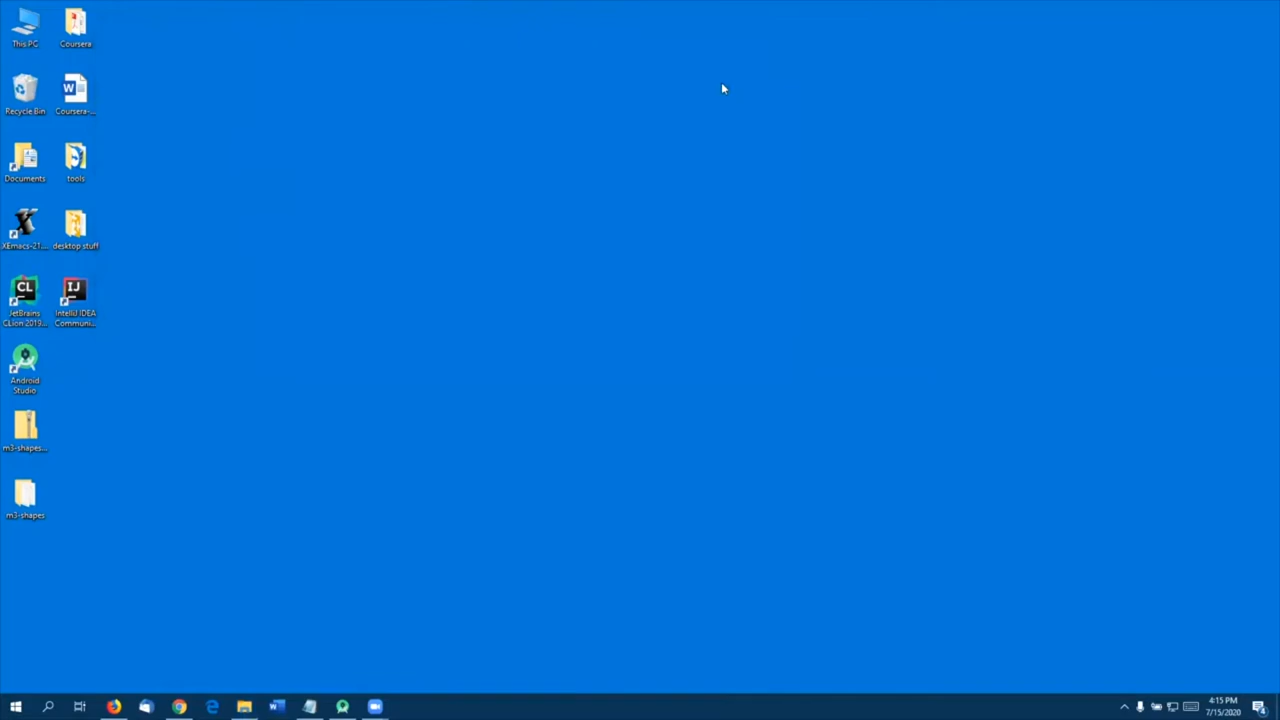 This PC
Coursera
Recycle Bin
Coursera-...
Documents
tools
XEmacs-21....
desktop stuff
JetBrains
CLion 2019...
IntelliJ IDEA
Communi...
Android
Studio
m3-shapes...
m3-shapes
4:15 PM
7/15/2020